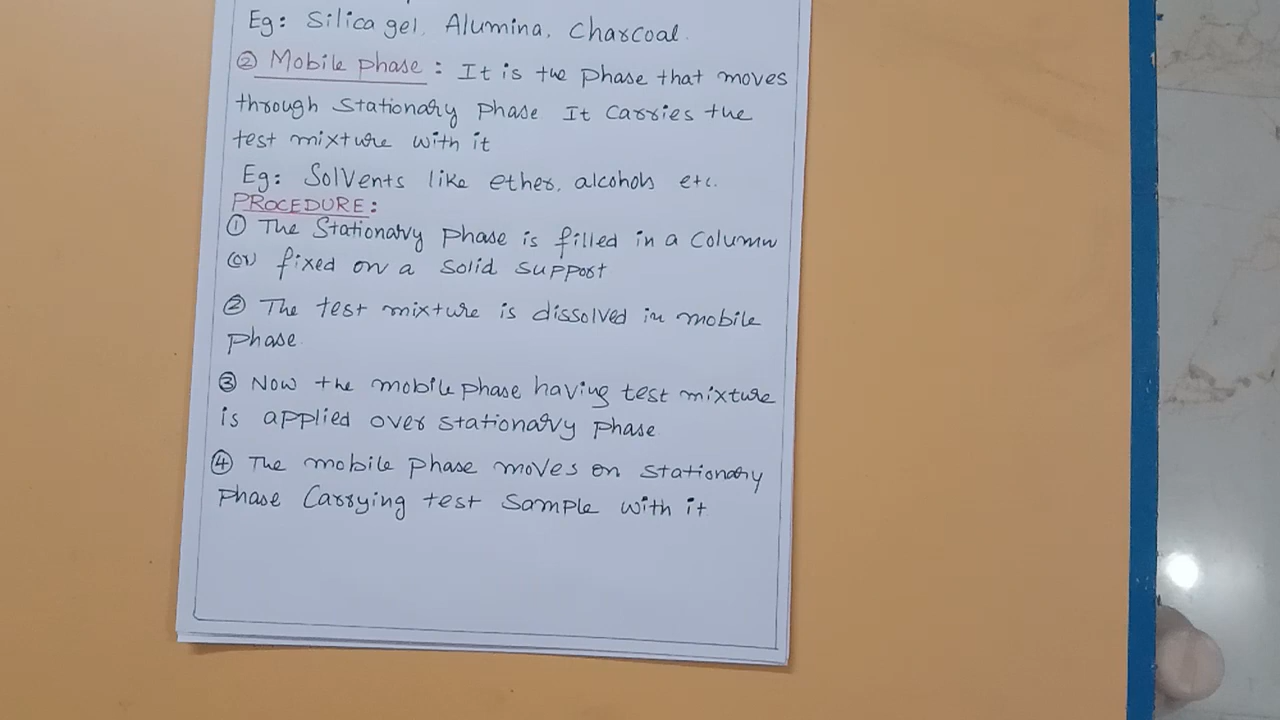 Eg: Silica gel, Alumina, Charcoal.
② Mobile phase : It is the phase that moves
through stationary phase It carries the
test mixture with it
Eg: Solvents like ether, alcohols etc.
PROCEDURE:
① The Stationary phase is filled in a column
(or) fixed on a solid support
② The test mixture is dissolved in mobile
phase.
③ Now the mobile phase having test mixture
is applied over stationary phase.
④ The mobile phase moves on stationary
phase Carrying test sample with it